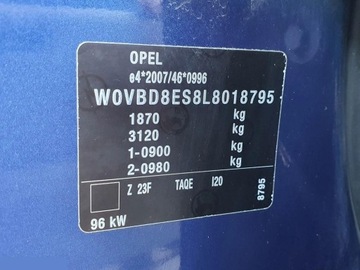 OPEL
e4*2007/46*0996
W0VBD8ES8L8018795
1870 kg
3120 kg
1-0900 kg
2-0980 kg
Z 23F TAQE I20
8795
96 kW